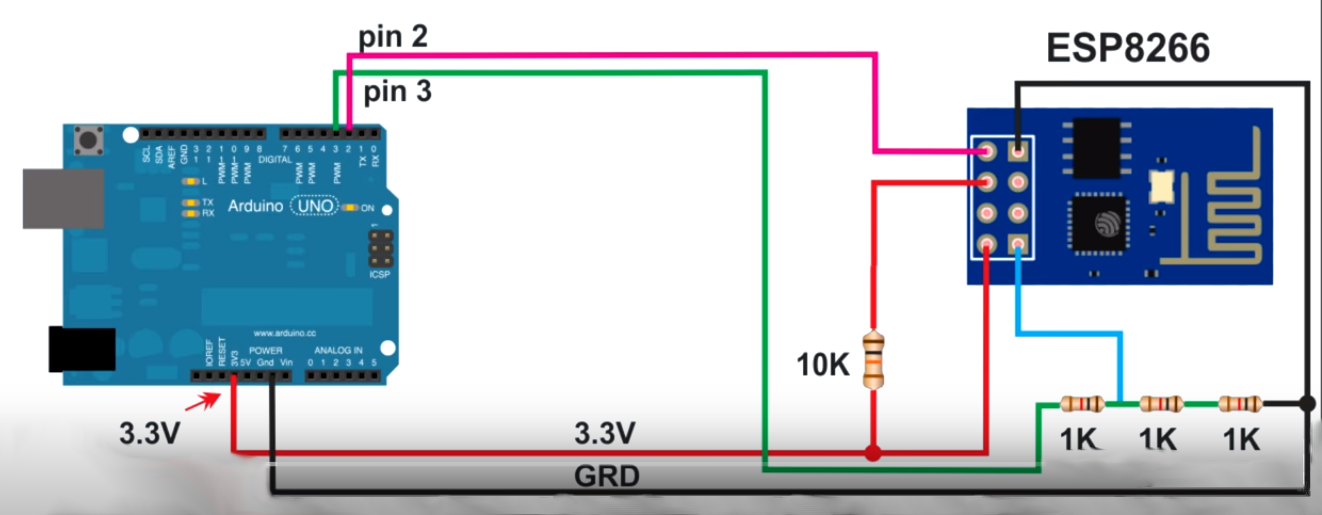 pin 2
pin 3
ESP8266
SCL
SDA
AREF
GND
13
12
PWM 11
PWM 10
PWM 9
8
DIGITAL
7
PWM 6
PWM 5
4
PWM 3
2
TX 1
RX 0
L
TX
RX
Arduino UNO ON
ICSP
www.arduino.cc
POWER ANALOG IN
IOREF
RESET
3V3
5V Gnd Vin 0 1 2 3 4 5
10K
3.3V
3.3V
GRD
1K 1K 1K